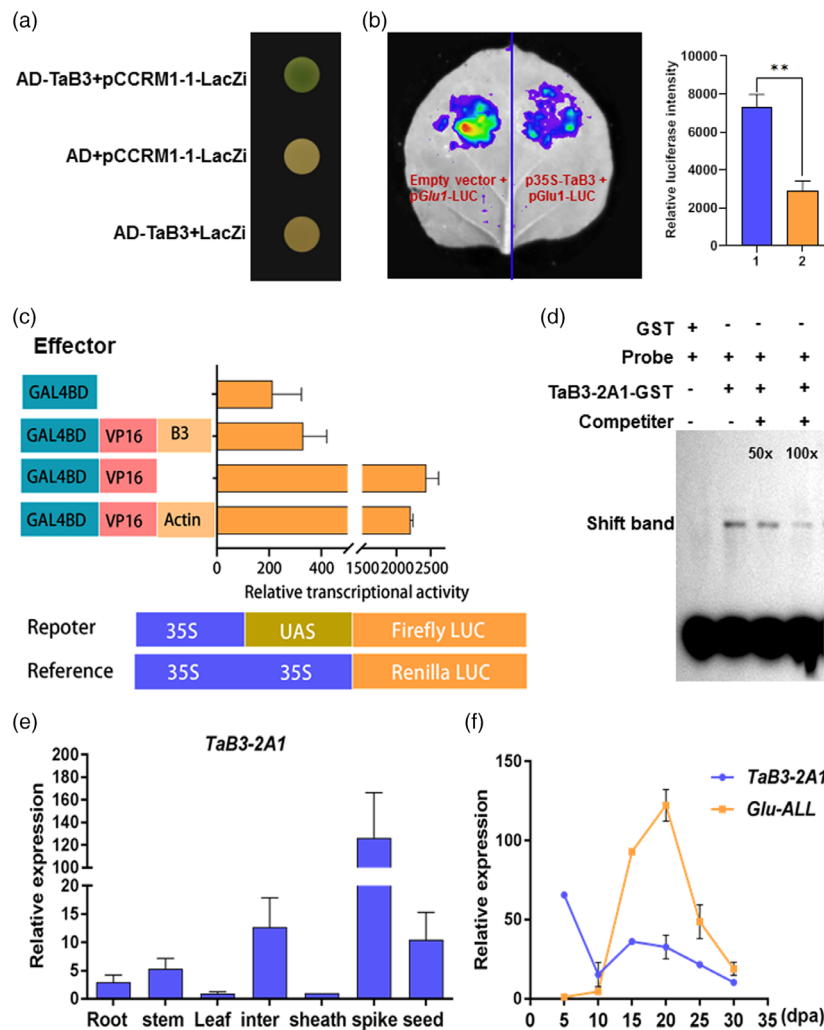 (a)
AD-TaB3+pCCRM1-1-LacZi
AD+pCCRM1-1-LacZi
AD-TaB3+LacZi
(b)
Empty vector + p35S-TaB3 +
pGlu1-LUC pGlu1-LUC
Relative luciferase intensity
10000
8000
6000
4000
2000
0
**
1 2
(c)
Effector
GAL4BD
GAL4BD VP16 B3
GAL4BD VP16
GAL4BD VP16 Actin
0 200 400 1500 2000 2500
Relative transcriptional activity
Repoter 35S UAS Firefly LUC
Reference 35S 35S Renilla LUC
(d)
GST + - - -
Probe + + + +
TaB3-2A1-GST - + + +
Competiter - - + +
50x 100x
Shift band
(e)
TaB3-2A1
Relative expression
200
180
160
140
120
100
20
15
10
5
0
Root stem Leaf inter sheath spike seed
(f)
Relative expression
150
100
50
0
TaB3-2A1
Glu-ALL
0 5 10 15 20 25 30 35 (dpa)